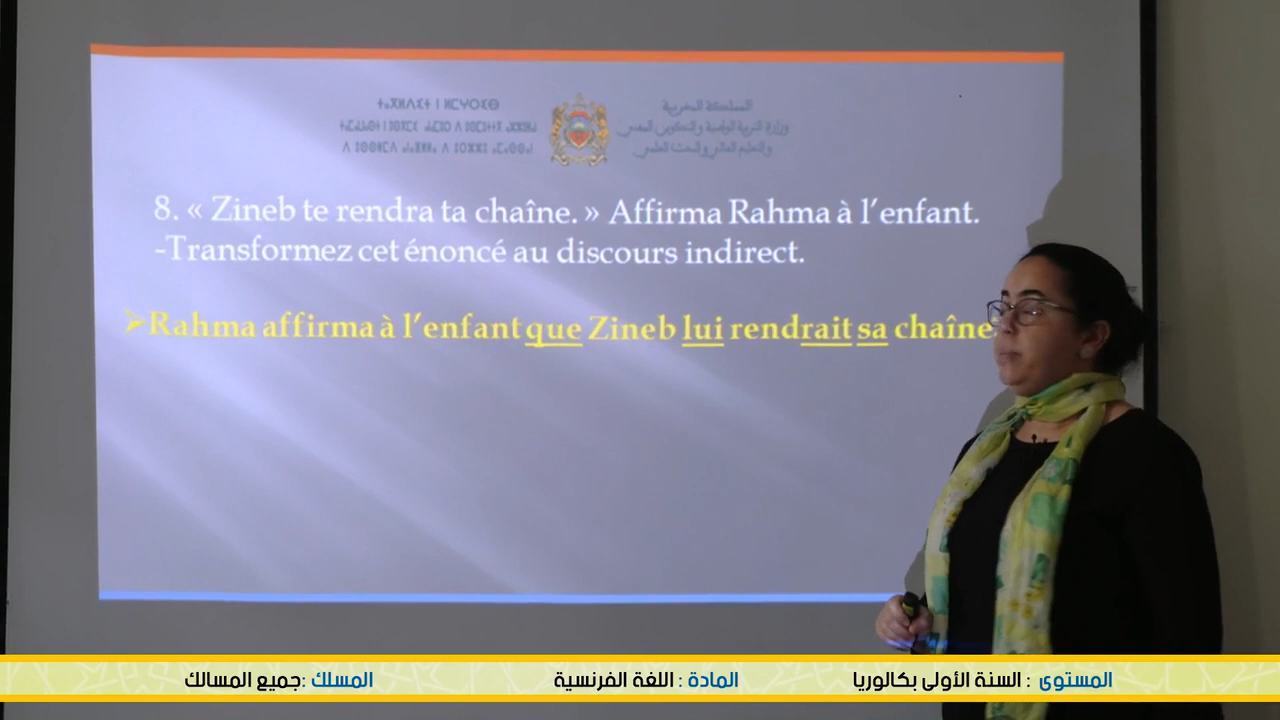 ⵜⴰⴳⵍⴷⵉⵜ ⵏ ⵍⵎⵖⵔⵉⴱ
المملكة المغربية
وزارة التربية الوطنية والتكوين المهني
والتعليم العالي والبحث العلمي
8. « Zineb te rendra ta chaîne. » Affirma Rahma à l’enfant.
-Transformez cet énoncé au discours indirect.
➢Rahma affirma à l’enfant que Zineb lui rendrait sa chaîne
المستوى : السنة الأولى بكالوريا المادة : اللغة الفرنسية المسلك :جميع المسالك